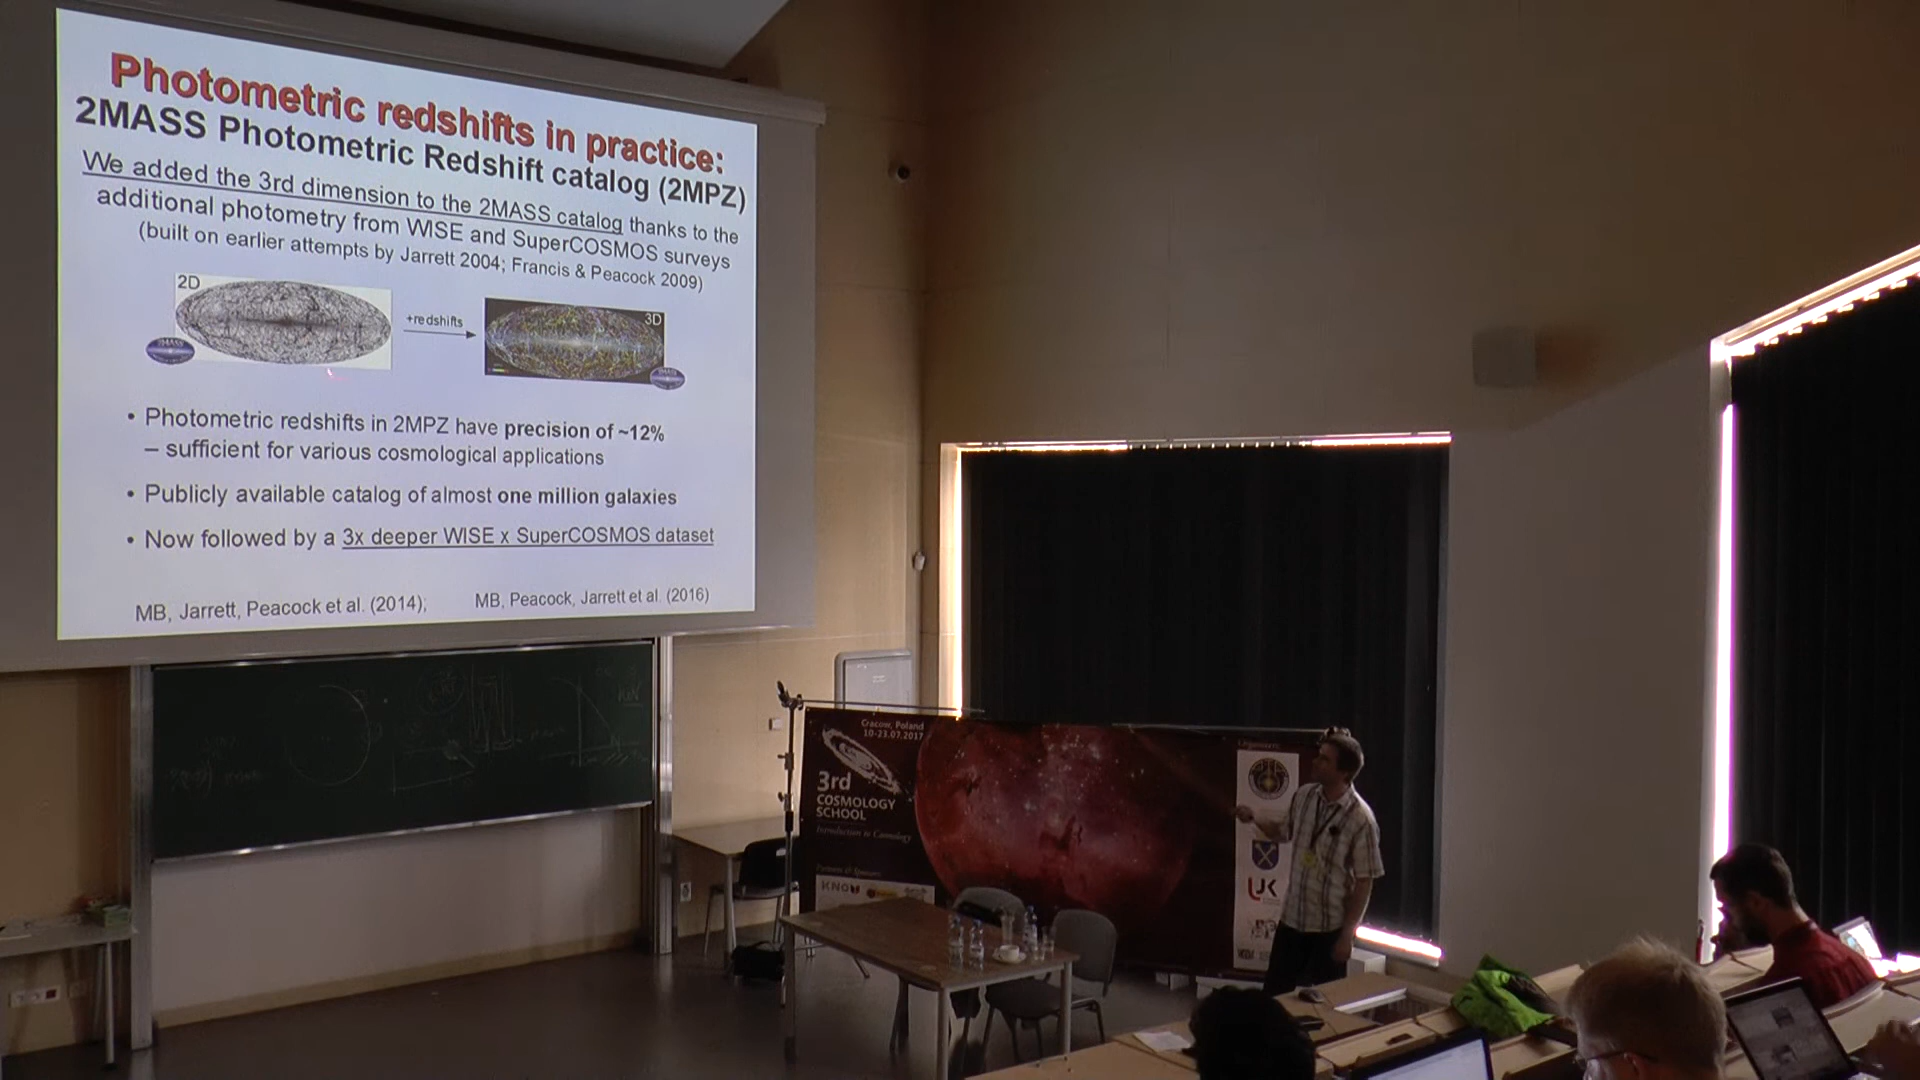 Photometric redshifts in practice:
2MASS Photometric Redshift catalog (2MPZ)
We added the 3rd dimension to the 2MASS catalog thanks to the
additional photometry from WISE and SuperCOSMOS surveys
(built on earlier attempts by Jarrett 2004; Francis & Peacock 2009)
2D
+redshifts
3D
2MASS
• Photometric redshifts in 2MPZ have precision of ~12%
– sufficient for various cosmological applications
• Publicly available catalog of almost one million galaxies
• Now followed by a 3x deeper WISE x SuperCOSMOS dataset
MB, Jarrett, Peacock et al. (2014);
MB, Peacock, Jarrett et al. (2016)
Cracow, Poland
10-23.07.2017
3rd
COSMOLOGY
SCHOOL
Introduction to Cosmology
Organizers:
KNOW
UJK